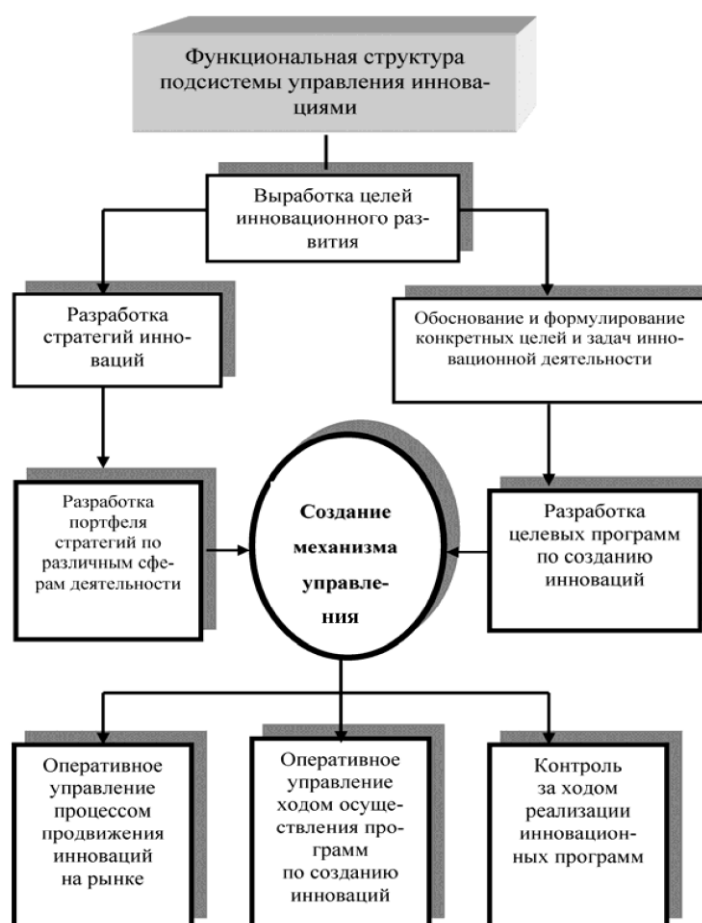 Функциональная структура
подсистемы управления иннова-
циями
Выработка целей
инновационного раз-
вития
Разработка
стратегий инно-
ваций
Обоснование и формулирование
конкретных целей и задач инно-
вационной деятельности
Разработка
портфеля
стратегий по
различным сфе-
рам деятельности
Создание
механизма
управле-
ния
Разработка
целевых программ
по созданию
инноваций
Оперативное
управление
процессом
продвижения
инноваций
на рынке
Оперативное
управление
ходом осуще-
ствления про-
грамм
по созданию
инноваций
Контроль
за ходом
реализации
инновацион-
ных программ